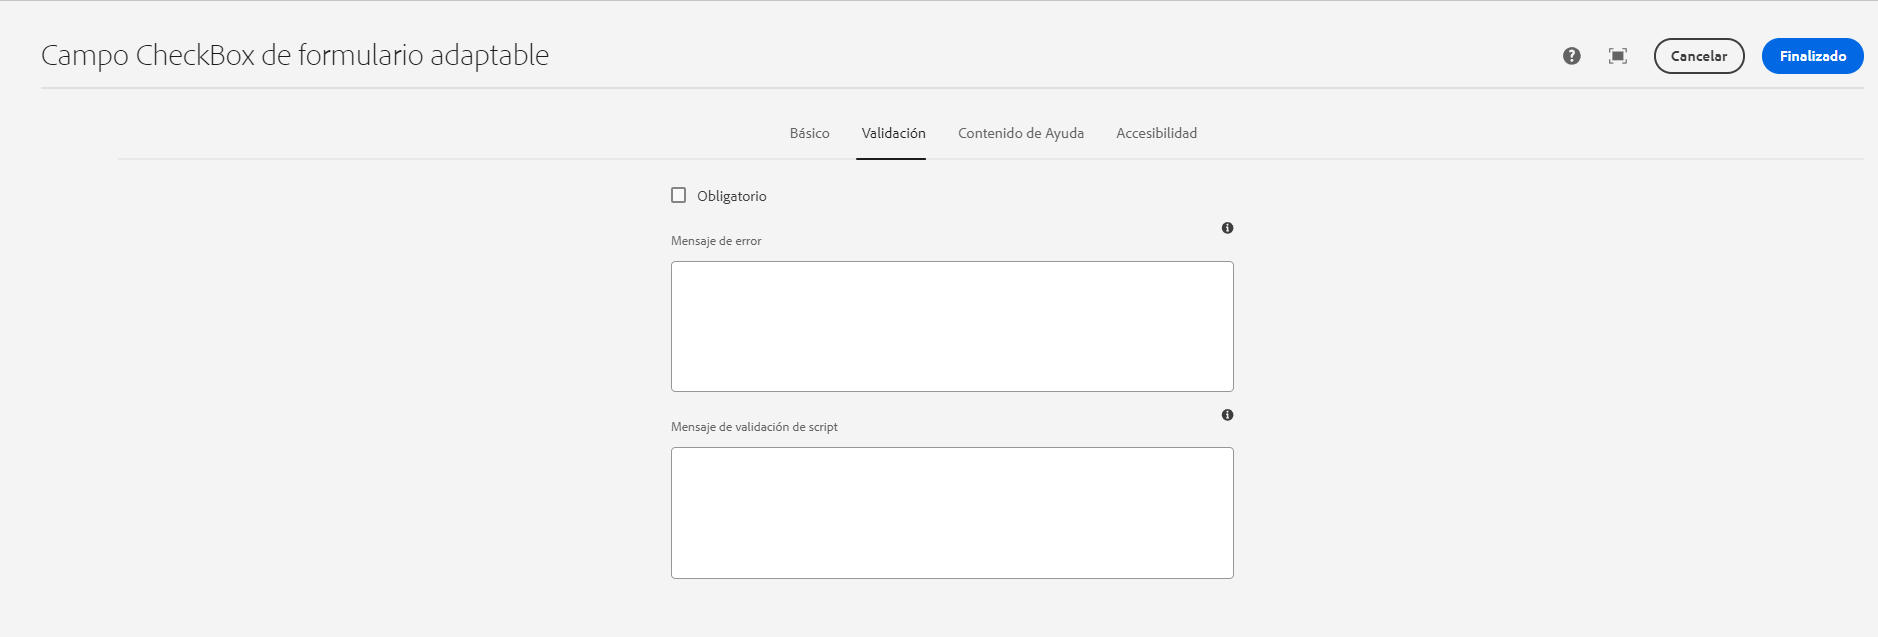 Campo CheckBox de formulario adaptable
Cancelar
Finalizado
Básico
Validación
Contenido de Ayuda
Accesibilidad
Obligatorio
Mensaje de error
Mensaje de validación de script